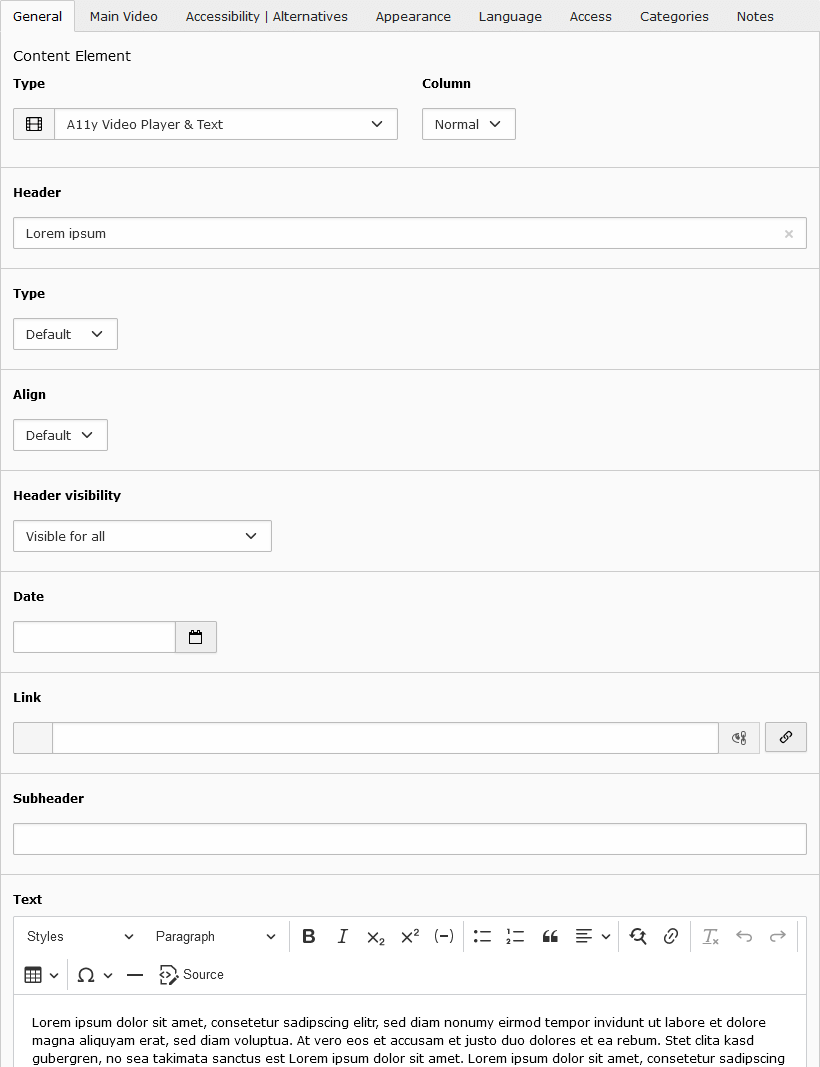 General Main Video Accessibility | Alternatives Appearance Language Access Categories Notes
Content Element
Type Column
A11y Video Player & Text Normal
Header
Lorem ipsum ×
Type
Default
Align
Default
Header visibility
Visible for all
Date
Link
Subheader
Text
Styles Paragraph B I X2 X2 (−)
Ω Source
Lorem ipsum dolor sit amet, consetetur sadipscing elitr, sed diam nonumy eirmod tempor invidunt ut labore et dolore
magna aliquyam erat, sed diam voluptua. At vero eos et accusam et justo duo dolores et ea rebum. Stet clita kasd
gubergren, no sea takimata sanctus est Lorem ipsum dolor sit amet. Lorem ipsum dolor sit amet, consetetur sadipscing